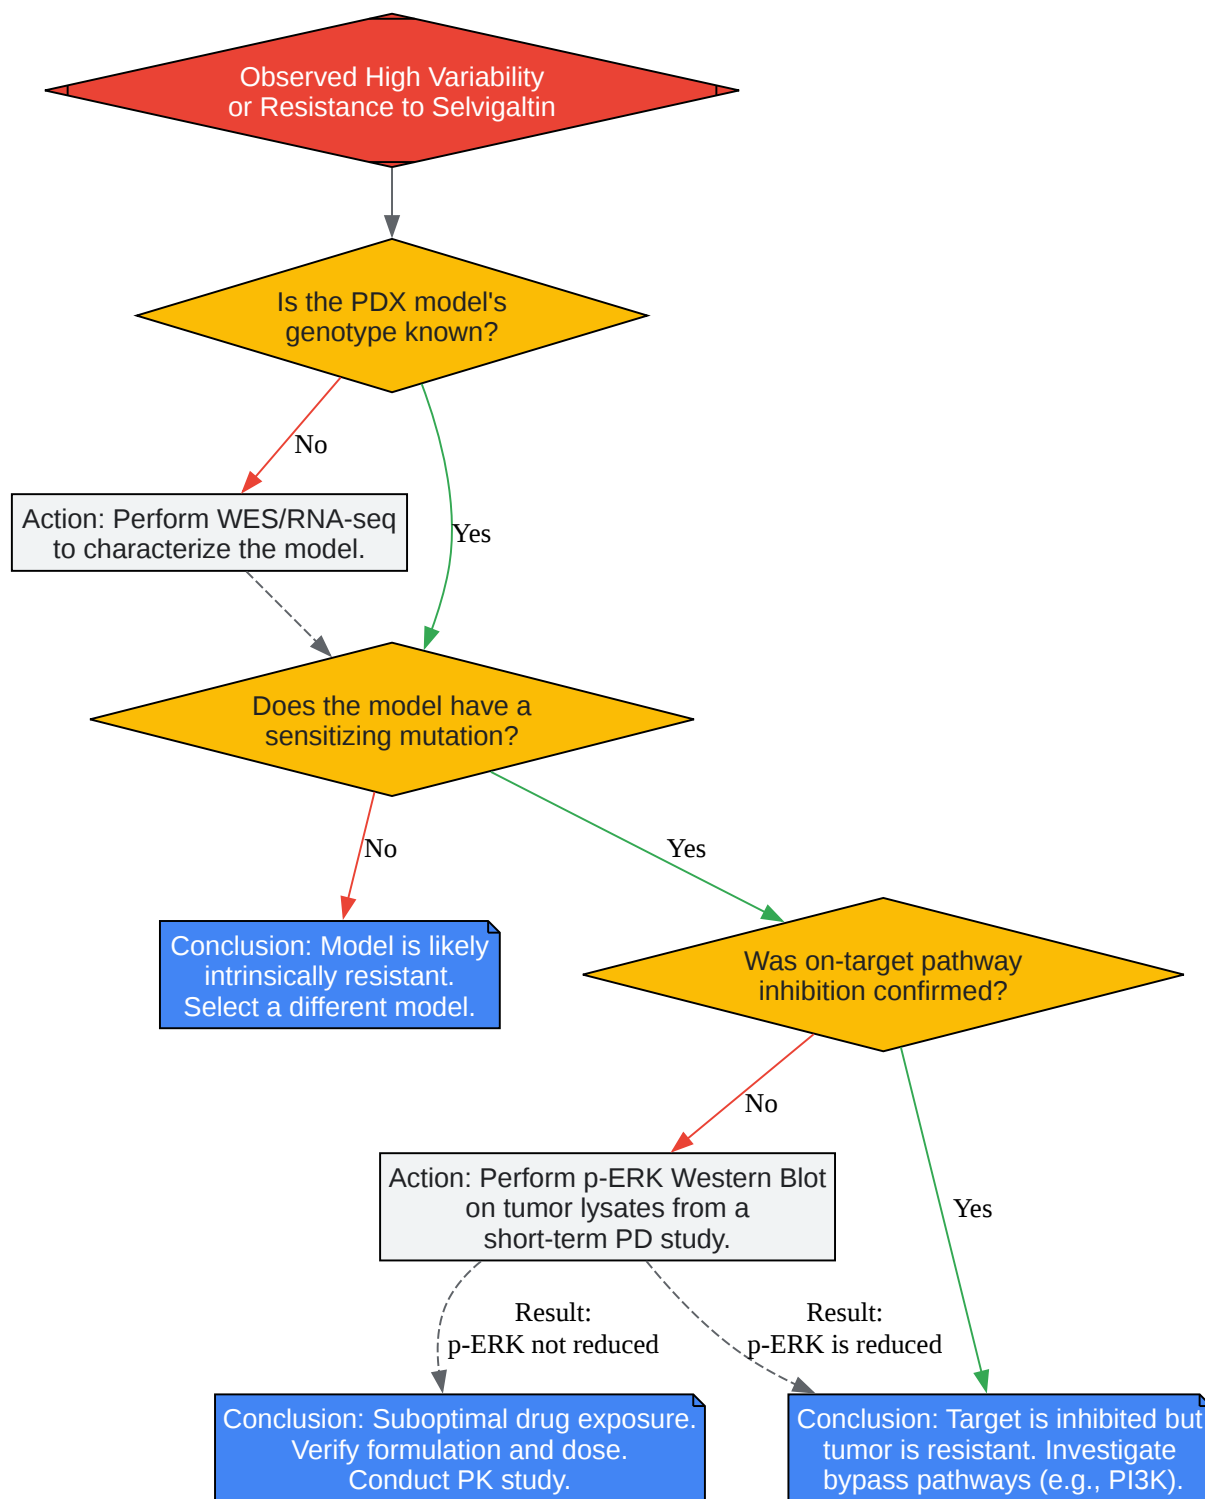 Observed High Variability
or Resistance to Selvigaltin
Is the PDX model's
genotype known?
No
Action: Perform WES/RNA-seq
to characterize the model.
Yes
Does the model have a
sensitizing mutation?
No
Yes
Conclusion: Model is likely
intrinsically resistant.
Select a different model.
Was on-target pathway
inhibition confirmed?
No
Action: Perform p-ERK Western Blot
on tumor lysates from a
short-term PD study.
Yes
Result:
p-ERK not reduced
Result:
p-ERK is reduced
Conclusion: Suboptimal drug exposure.
Verify formulation and dose.
Conduct PK study.
Conclusion: Target is inhibited but
tumor is resistant. Investigate
bypass pathways (e.g., PI3K).